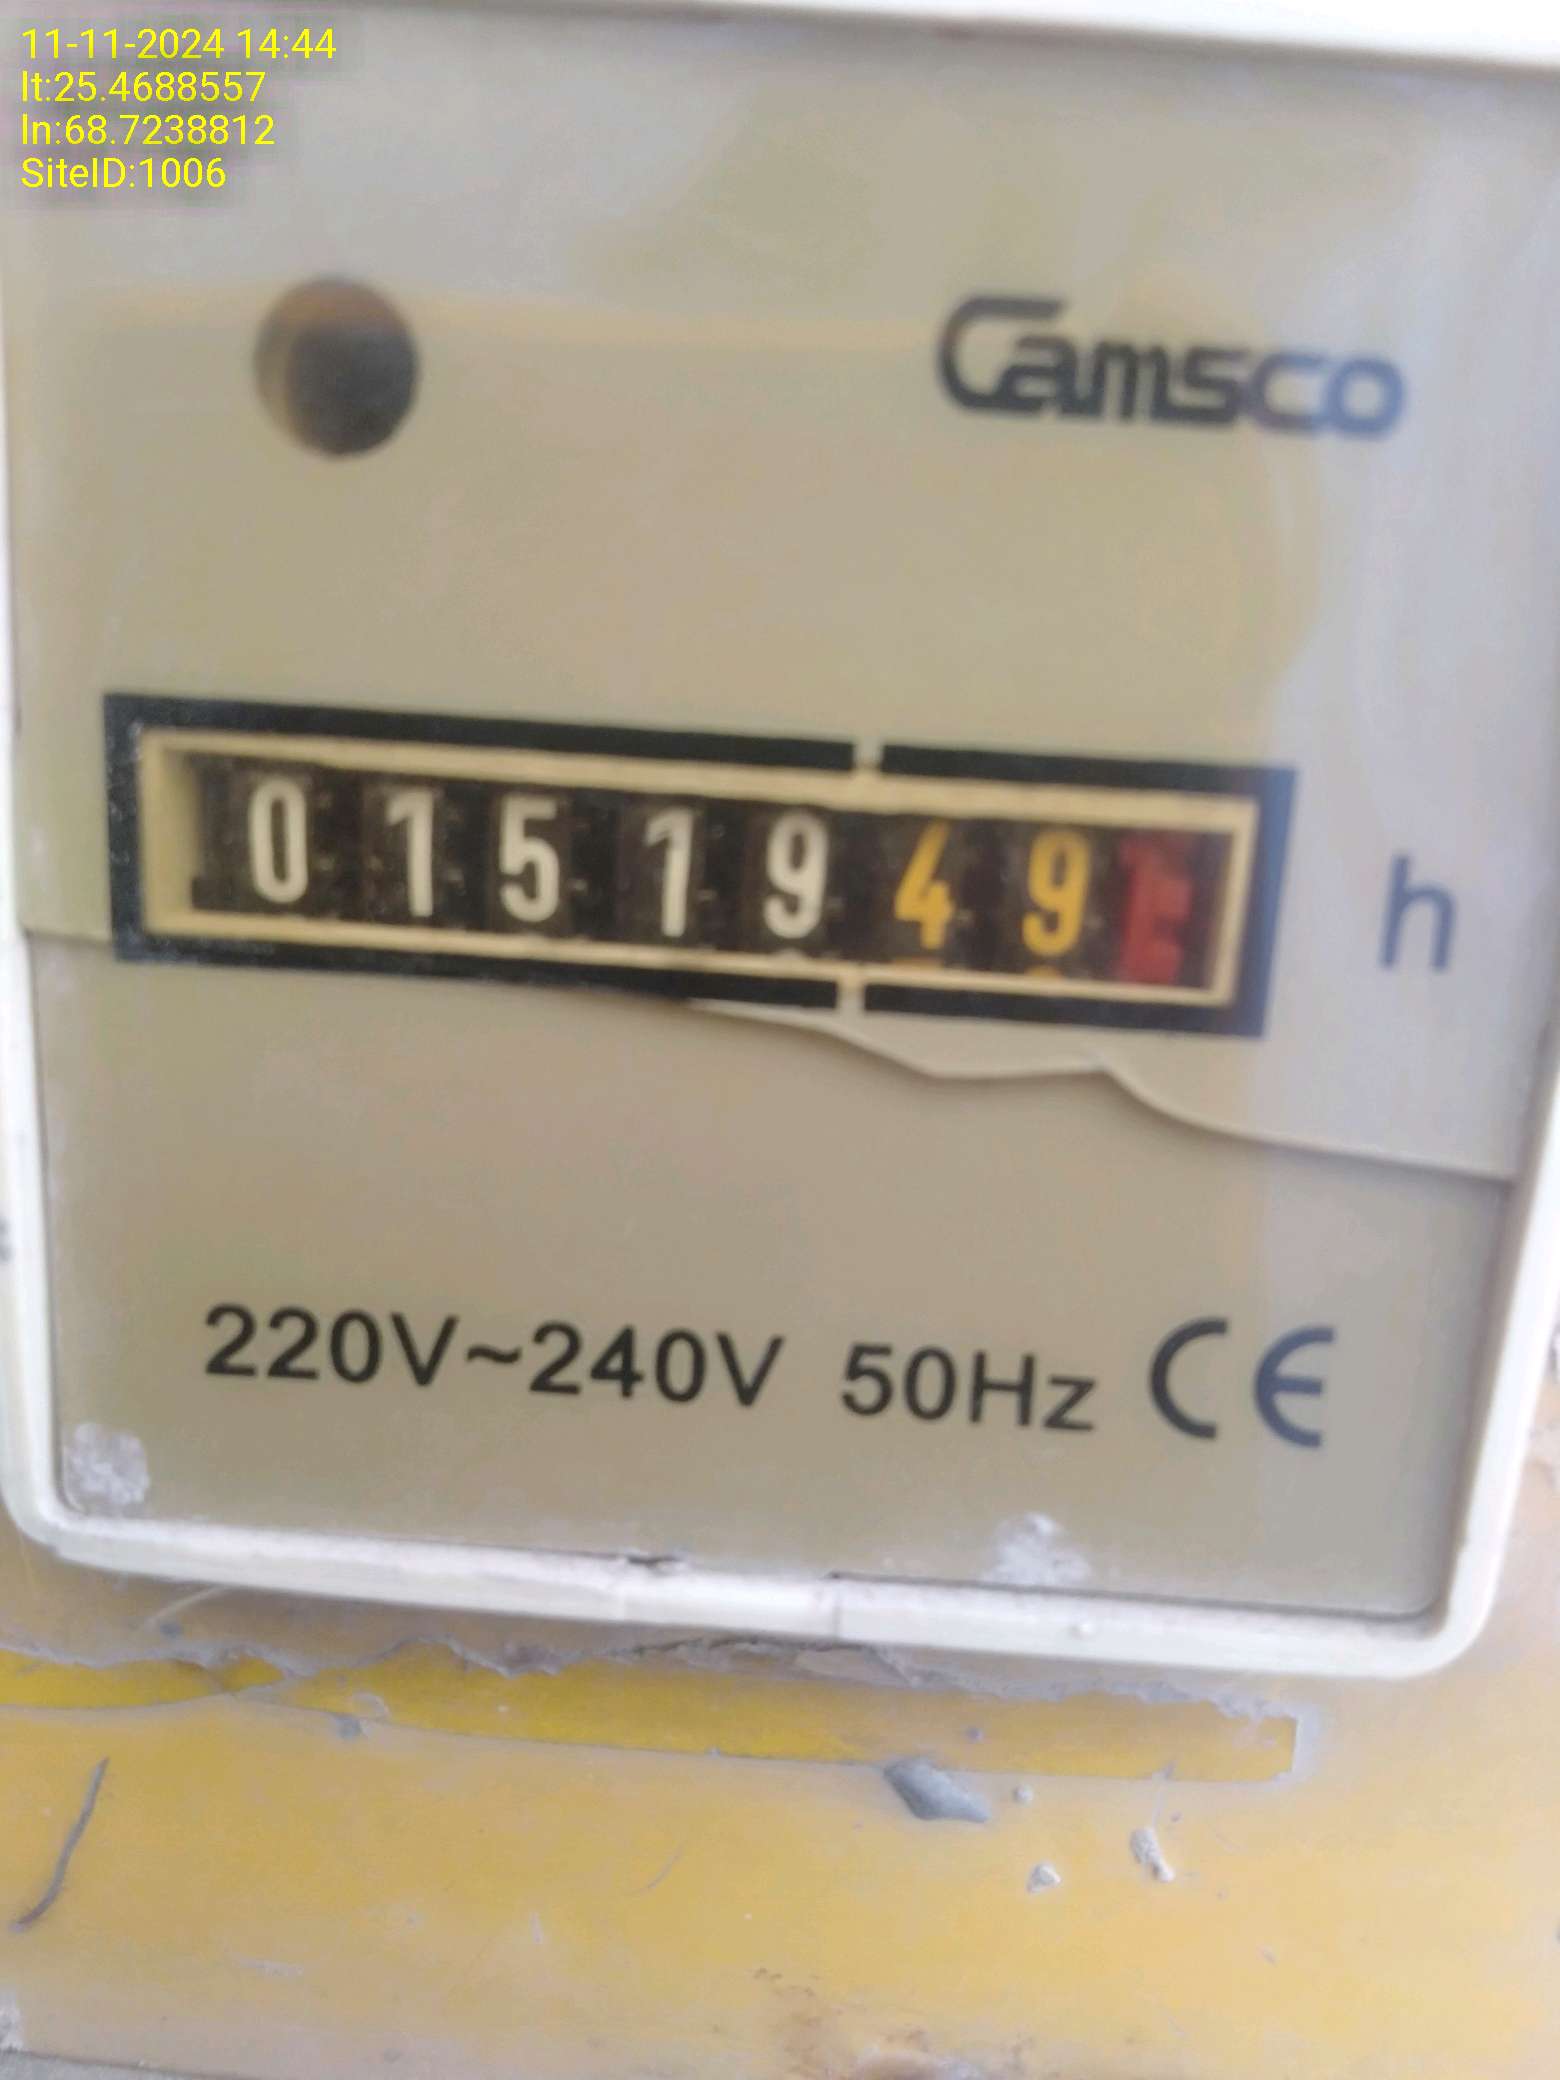 11-11-2024 14:44
lt:25.4688557
ln:68.7238812
SiteID:1006
Camsco
0151949
h
220V~240V 50Hz CE